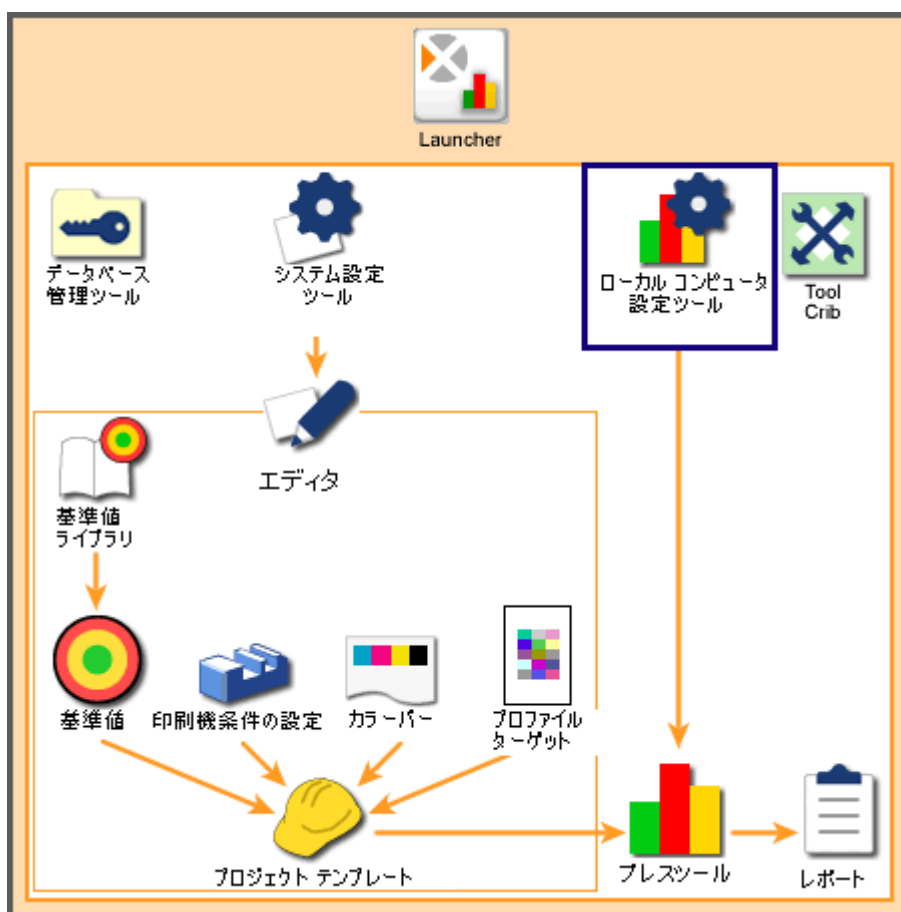 Launcher
データベース
管理ツール
システム設定
ツール
ローカル コンピュータ
設定ツール
Tool
Crib
エディタ
基準値
ライブラリ
基準値
印刷機条件の設定
カラーバー
プロファイル
ターゲット
プロジェクト テンプレート
プレスツール
レポート